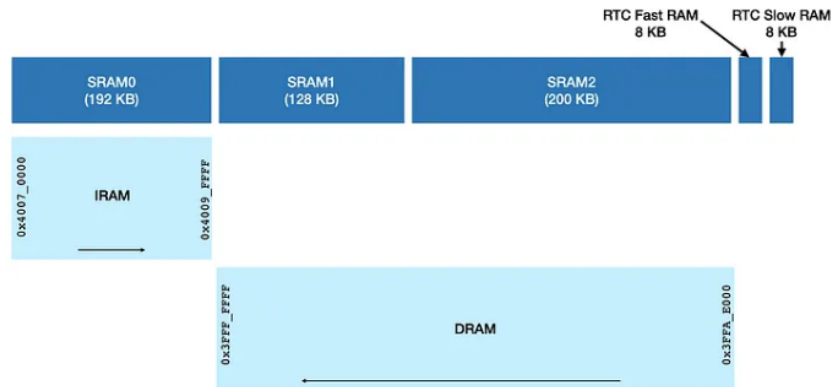 RTC Fast RAM
8 KB
RTC Slow RAM
8 KB
SRAM0
(192 KB)
SRAM1
(128 KB)
SRAM2
(200 KB)
0x4007_0000
IRAM
0x4009_FFFF
0x3FFF_FFFF
DRAM
0x3FFA_E000